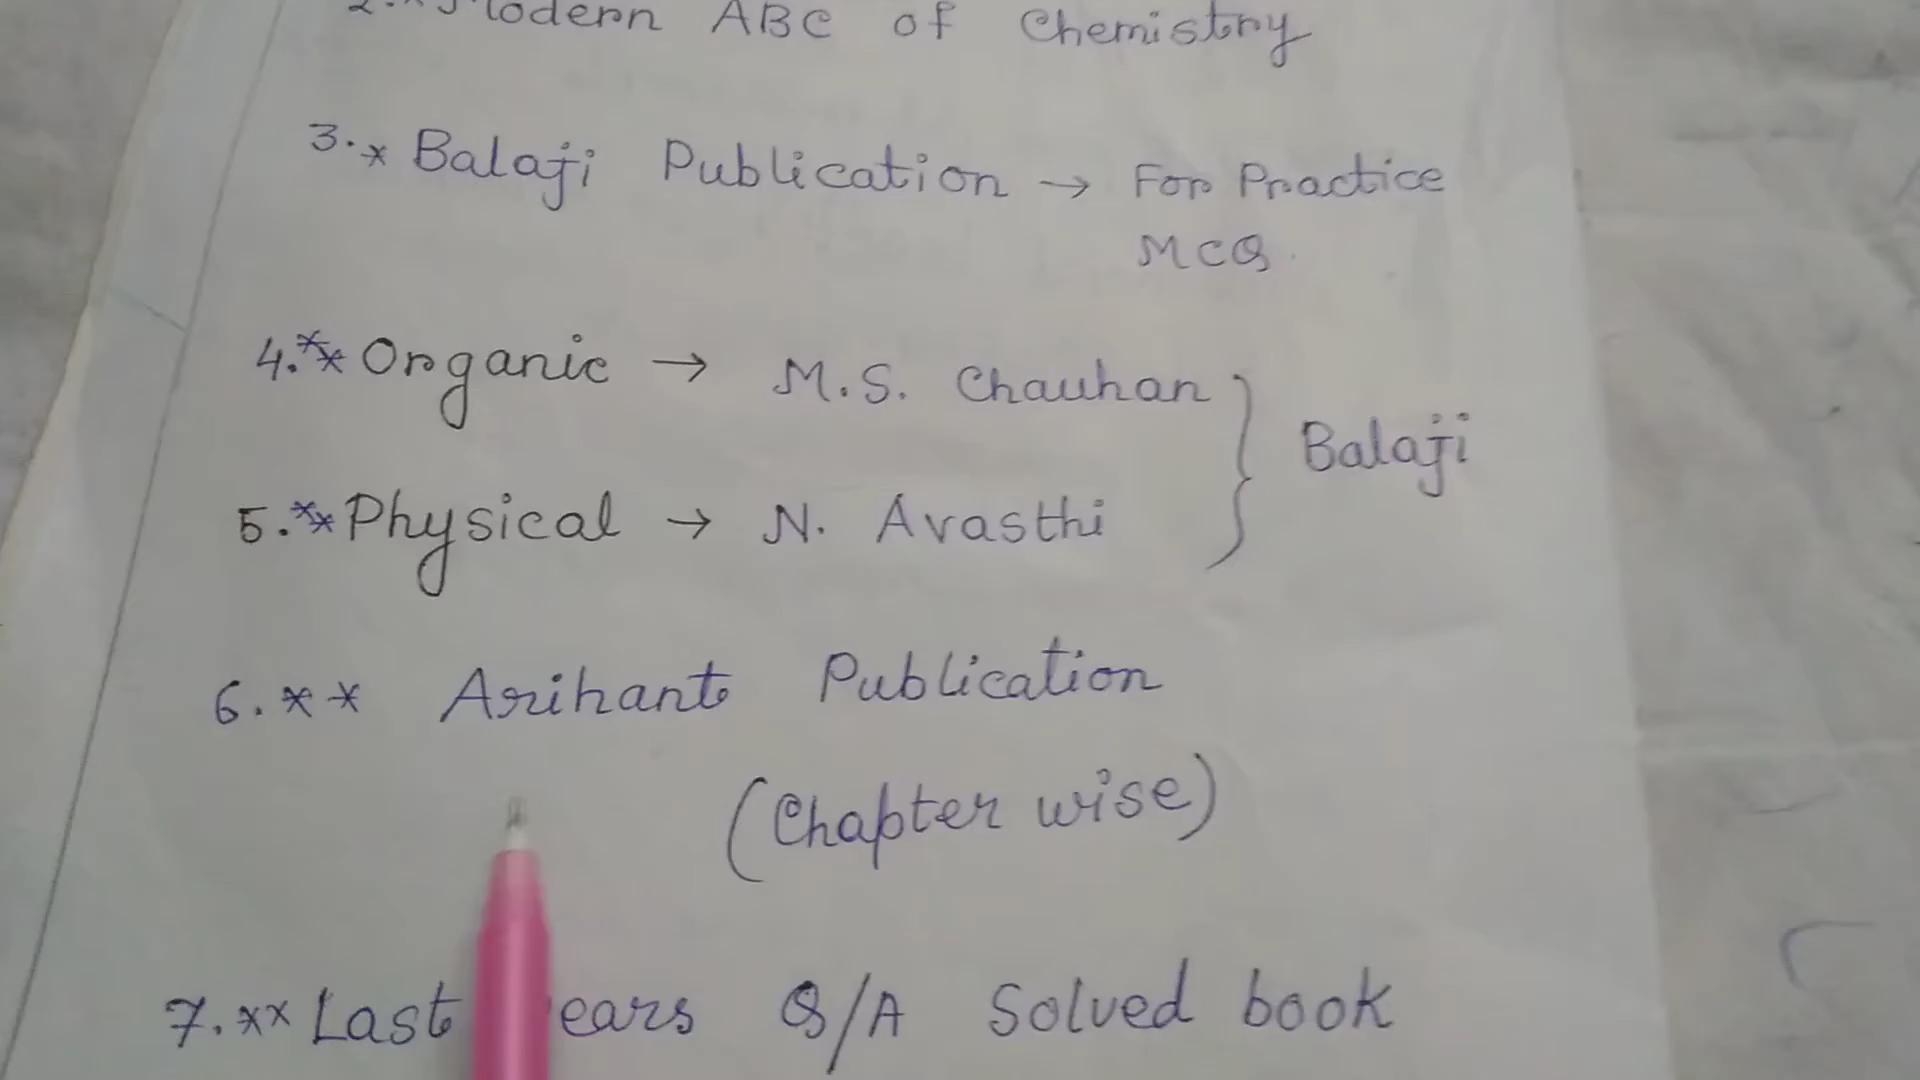 2.** Modern ABC of Chemistry
3.* Balaji Publication → For Practice
MCQ.
4.** Organic → M.S. Chauhan
5.** Physical → N. Avasthi } Balaji
6.** Arihant Publication
(Chapter wise)
7.** Last ears Q/A Solved book